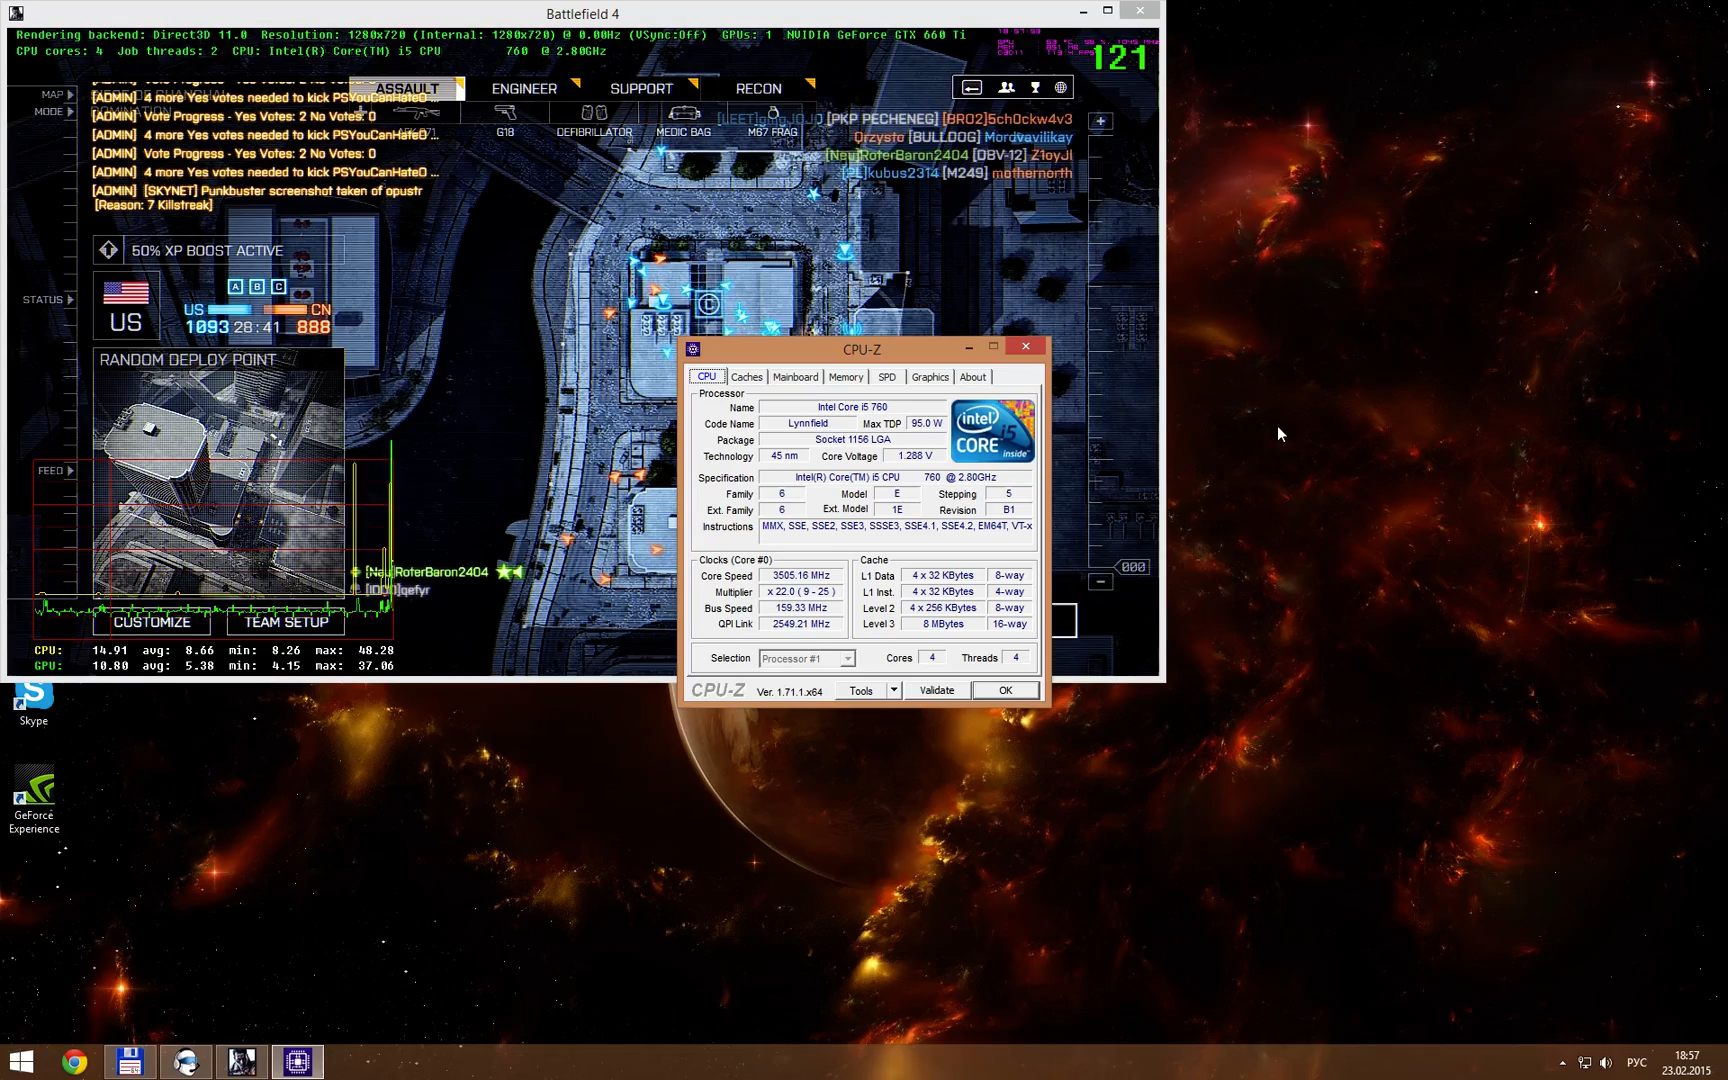 Battlefield 4
Rendering backend: Direct3D 11.0 Resolution: 1280x720 (Internal: 1280x720) @ 0.00Hz (VSync:Off) GPUs: 1 NVIDIA GeForce GTX 660 Ti
CPU cores: 4 Job threads: 2 CPU: Intel(R) Core(TM) i5 CPU 760 @ 2.80GHz
121
ASSAULT ENGINEER SUPPORT RECON
MAP
MODE
[ADMIN] 4 more Yes votes needed to kick PSYouCanHateO ...
[ADMIN] Vote Progress - Yes Votes: 2 No Votes: 0
[ADMIN] 4 more Yes votes needed to kick PSYouCanHateO ...
[ADMIN] Vote Progress - Yes Votes: 2 No Votes: 0
[ADMIN] 4 more Yes votes needed to kick PSYouCanHateO ...
[ADMIN] [SKYNET] Punkbuster screenshot taken of opustr
[Reason: 7 Killstreak]
G18 DEFIBRILLATOR MEDIC BAG M67 FRAG
[PKP PECHENEG] [BRO2]5ch0ckw4v3
Qrzysto [BULLDOG] Mordvavilikay
[Neu]RoterBaron2404 [DBV-12] Z1oyJl
[PL]kubus2314 [M249] mothernorth
50% XP BOOST ACTIVE
STATUS
US
A B C
US CN
1093 28:41 888
C
RANDOM DEPLOY POINT
FEED
[Neu]RoterBaron2404
CUSTOMIZE TEAM SETUP
000
CPU: 14.91 avg: 8.66 min: 8.26 max: 48.28
GPU: 10.80 avg: 5.38 min: 4.15 max: 37.06
CPU-Z
CPU Caches Mainboard Memory SPD Graphics About
Processor
Name Intel Core i5 760
Code Name Lynnfield Max TDP 95.0 W
Package Socket 1156 LGA
Technology 45 nm Core Voltage 1.288 V
intel CORE i5 inside™
Specification Intel(R) Core(TM) i5 CPU 760 @ 2.80GHz
Family 6 Model E Stepping 5
Ext. Family 6 Ext. Model 1E Revision B1
Instructions MMX, SSE, SSE2, SSE3, SSSE3, SSE4.1, SSE4.2, EM64T, VT-x
Clocks (Core #0) Cache
Core Speed 3505.16 MHz L1 Data 4 x 32 KBytes 8-way
Multiplier x 22.0 ( 9 - 25 ) L1 Inst. 4 x 32 KBytes 4-way
Bus Speed 159.33 MHz Level 2 4 x 256 KBytes 8-way
QPI Link 2549.21 MHz Level 3 8 MBytes 16-way
Selection Processor #1 Cores 4 Threads 4
CPU-Z Ver. 1.71.1.x64 Tools Validate OK
Skype
GeForce
Experience
РУС
18:57
23.02.2015